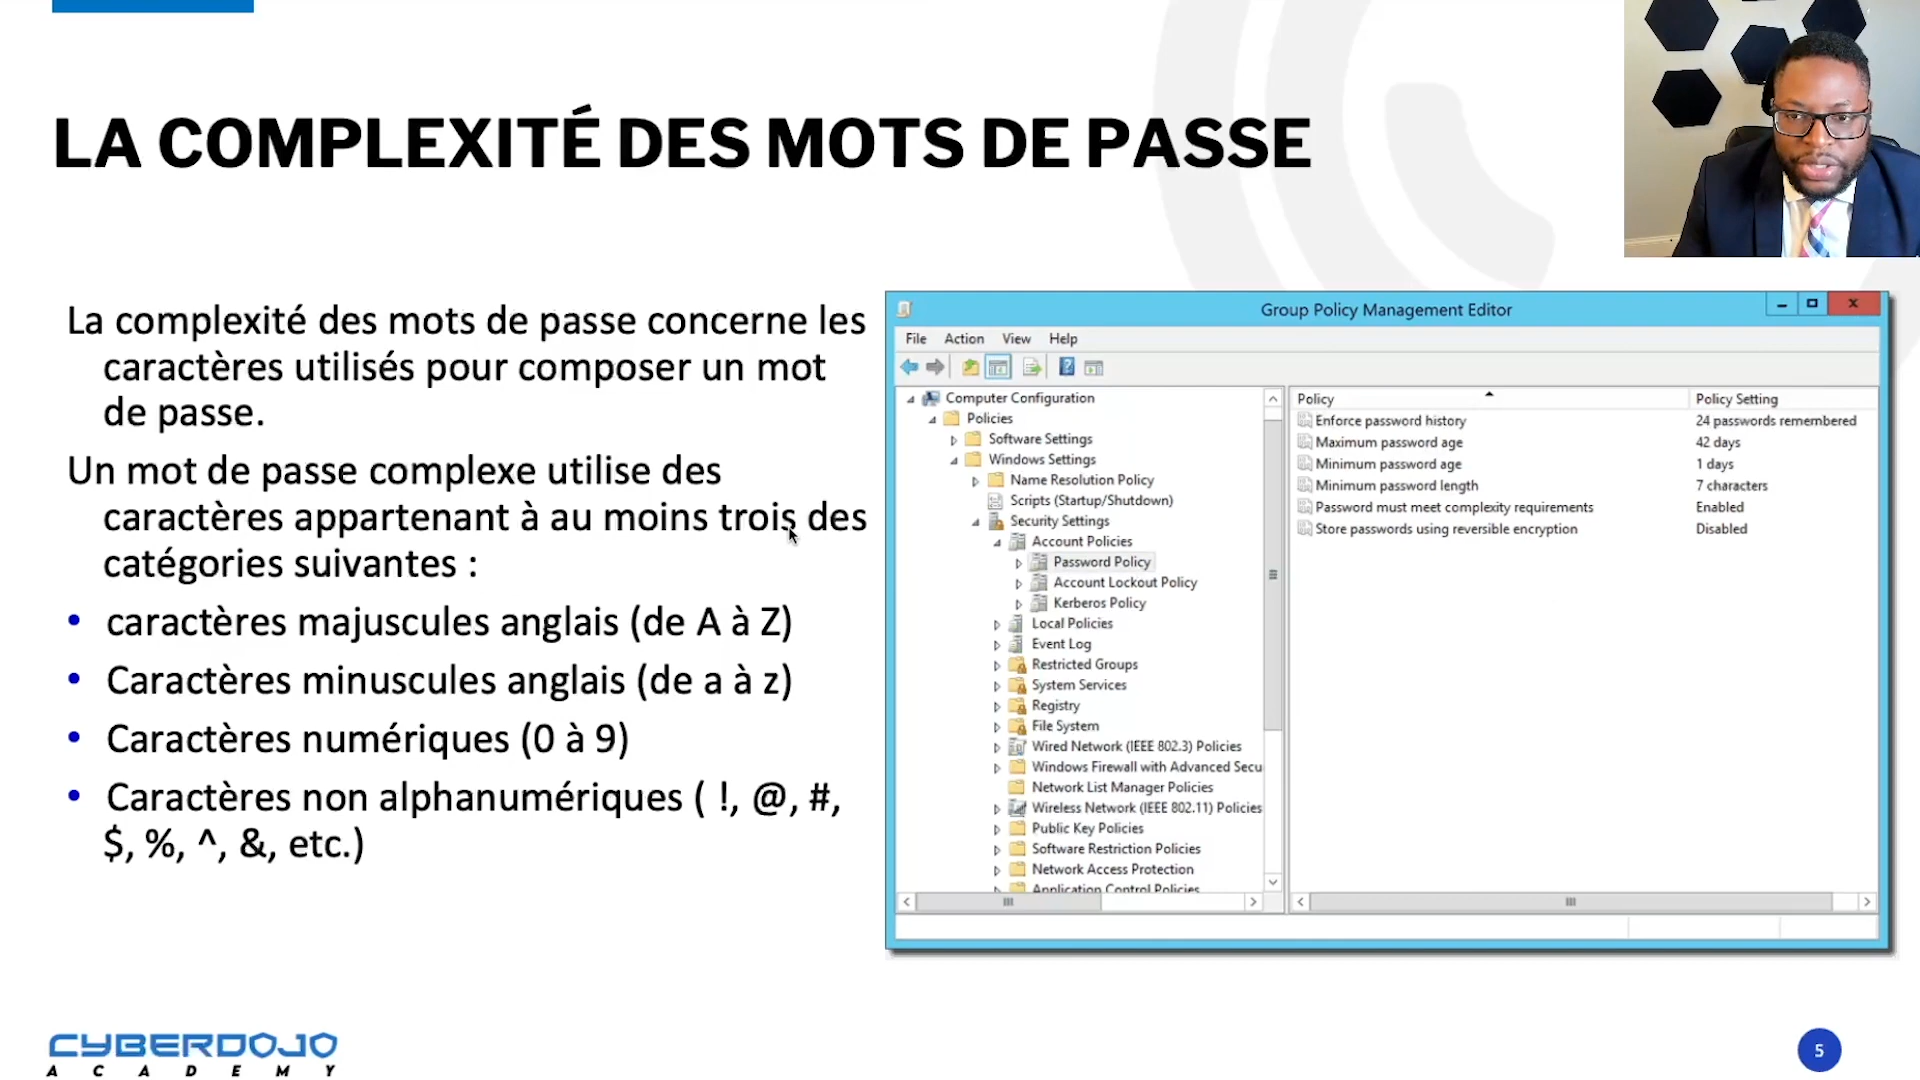 LA COMPLEXITÉ DES MOTS DE PASSE
La complexité des mots de passe concerne les
caractères utilisés pour composer un mot
de passe.
Un mot de passe complexe utilise des
caractères appartenant à au moins trois des
catégories suivantes :
• caractères majuscules anglais (de A à Z)
• Caractères minuscules anglais (de a à z)
• Caractères numériques (0 à 9)
• Caractères non alphanumériques ( !, @, #,
$, %, ^, &, etc.)
Group Policy Management Editor
File Action View Help
Computer Configuration
Policies
Software Settings
Windows Settings
Name Resolution Policy
Scripts (Startup/Shutdown)
Security Settings
Account Policies
Password Policy
Account Lockout Policy
Kerberos Policy
Local Policies
Event Log
Restricted Groups
System Services
Registry
File System
Wired Network (IEEE 802.3) Policies
Windows Firewall with Advanced Secu
Network List Manager Policies
Wireless Network (IEEE 802.11) Policies
Public Key Policies
Software Restriction Policies
Network Access Protection
Application Control Policies
Policy Policy Setting
Enforce password history 24 passwords remembered
Maximum password age 42 days
Minimum password age 1 days
Minimum password length 7 characters
Password must meet complexity requirements Enabled
Store passwords using reversible encryption Disabled
CYBERDOJO
ACADEMY
5